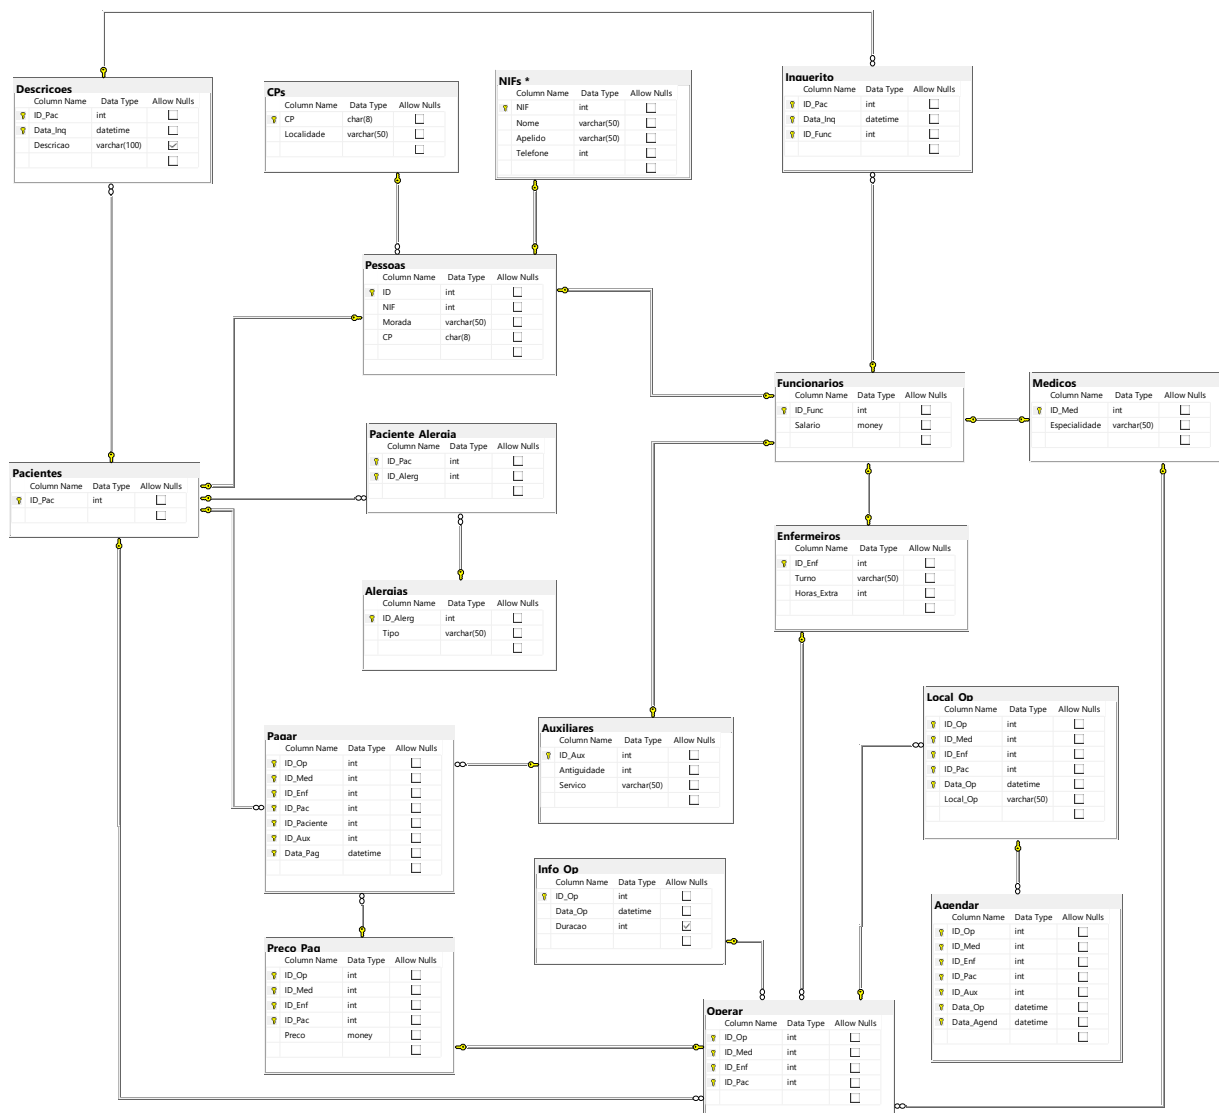 Descricoes
Column Name Data Type Allow Nulls
ID_Pac int
Data_Inq datetime
Descricao varchar(100)
CPs
Column Name Data Type Allow Nulls
CP char(8)
Localidade varchar(50)
NIFs *
Column Name Data Type Allow Nulls
NIF int
Nome varchar(50)
Apelido varchar(50)
Telefone int
Inquerito
Column Name Data Type Allow Nulls
ID_Pac int
Data_Inq datetime
ID_Func int
Pessoas
Column Name Data Type Allow Nulls
ID int
NIF int
Morada varchar(50)
CP char(8)
Funcionarios
Column Name Data Type Allow Nulls
ID_Func int
Salario money
Medicos
Column Name Data Type Allow Nulls
ID_Med int
Especialidade varchar(50)
Paciente_Alergia
Column Name Data Type Allow Nulls
ID_Pac int
ID_Alerg int
Pacientes
Column Name Data Type Allow Nulls
ID_Pac int
Enfermeiros
Column Name Data Type Allow Nulls
ID_Enf int
Turno varchar(50)
Horas_Extra int
Alergias
Column Name Data Type Allow Nulls
ID_Alerg int
Tipo varchar(50)
Local_Op
Column Name Data Type Allow Nulls
ID_Op int
ID_Med int
ID_Enf int
ID_Pac int
Data_Op datetime
Local_Op varchar(50)
Pagar
Column Name Data Type Allow Nulls
ID_Op int
ID_Med int
ID_Enf int
ID_Pac int
ID_Paciente int
ID_Aux int
Data_Pag datetime
Auxiliares
Column Name Data Type Allow Nulls
ID_Aux int
Antiguidade int
Servico varchar(50)
Info_Op
Column Name Data Type Allow Nulls
ID_Op int
Data_Op datetime
Duracao int
Agendar
Column Name Data Type Allow Nulls
ID_Op int
ID_Med int
ID_Enf int
ID_Pac int
ID_Aux int
Data_Op datetime
Data_Agend datetime
Preco_Pag
Column Name Data Type Allow Nulls
ID_Op int
ID_Med int
ID_Enf int
ID_Pac int
Preco money
Operar
Column Name Data Type Allow Nulls
ID_Op int
ID_Med int
ID_Enf int
ID_Pac int